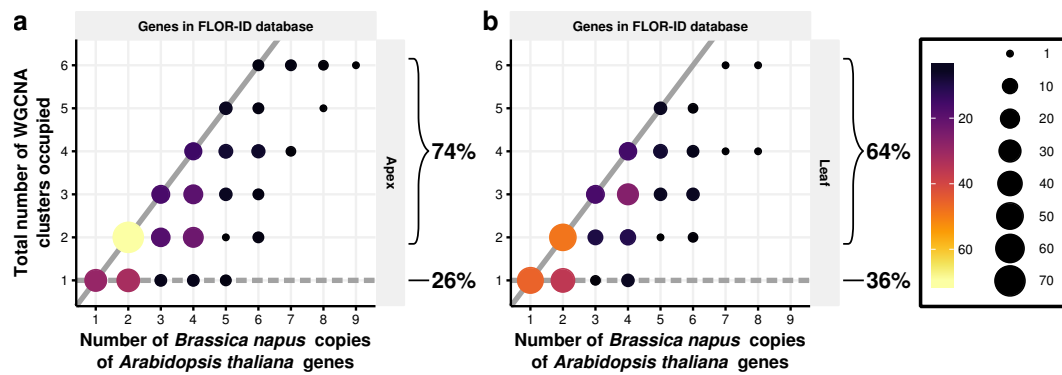 a
Genes in FLOR-ID database
Total number of WGCNA
clusters occupied
6
5
4
3
2
1
1 2 3 4 5 6 7 8 9
Number of Brassica napus copies
of Arabidopsis thaliana genes
Apex
74%
26%
b
Genes in FLOR-ID database
6
5
4
3
2
1
1 2 3 4 5 6 7 8 9
Number of Brassica napus copies
of Arabidopsis thaliana genes
Leaf
64%
36%
20
40
60
1
10
20
30
40
50
60
70